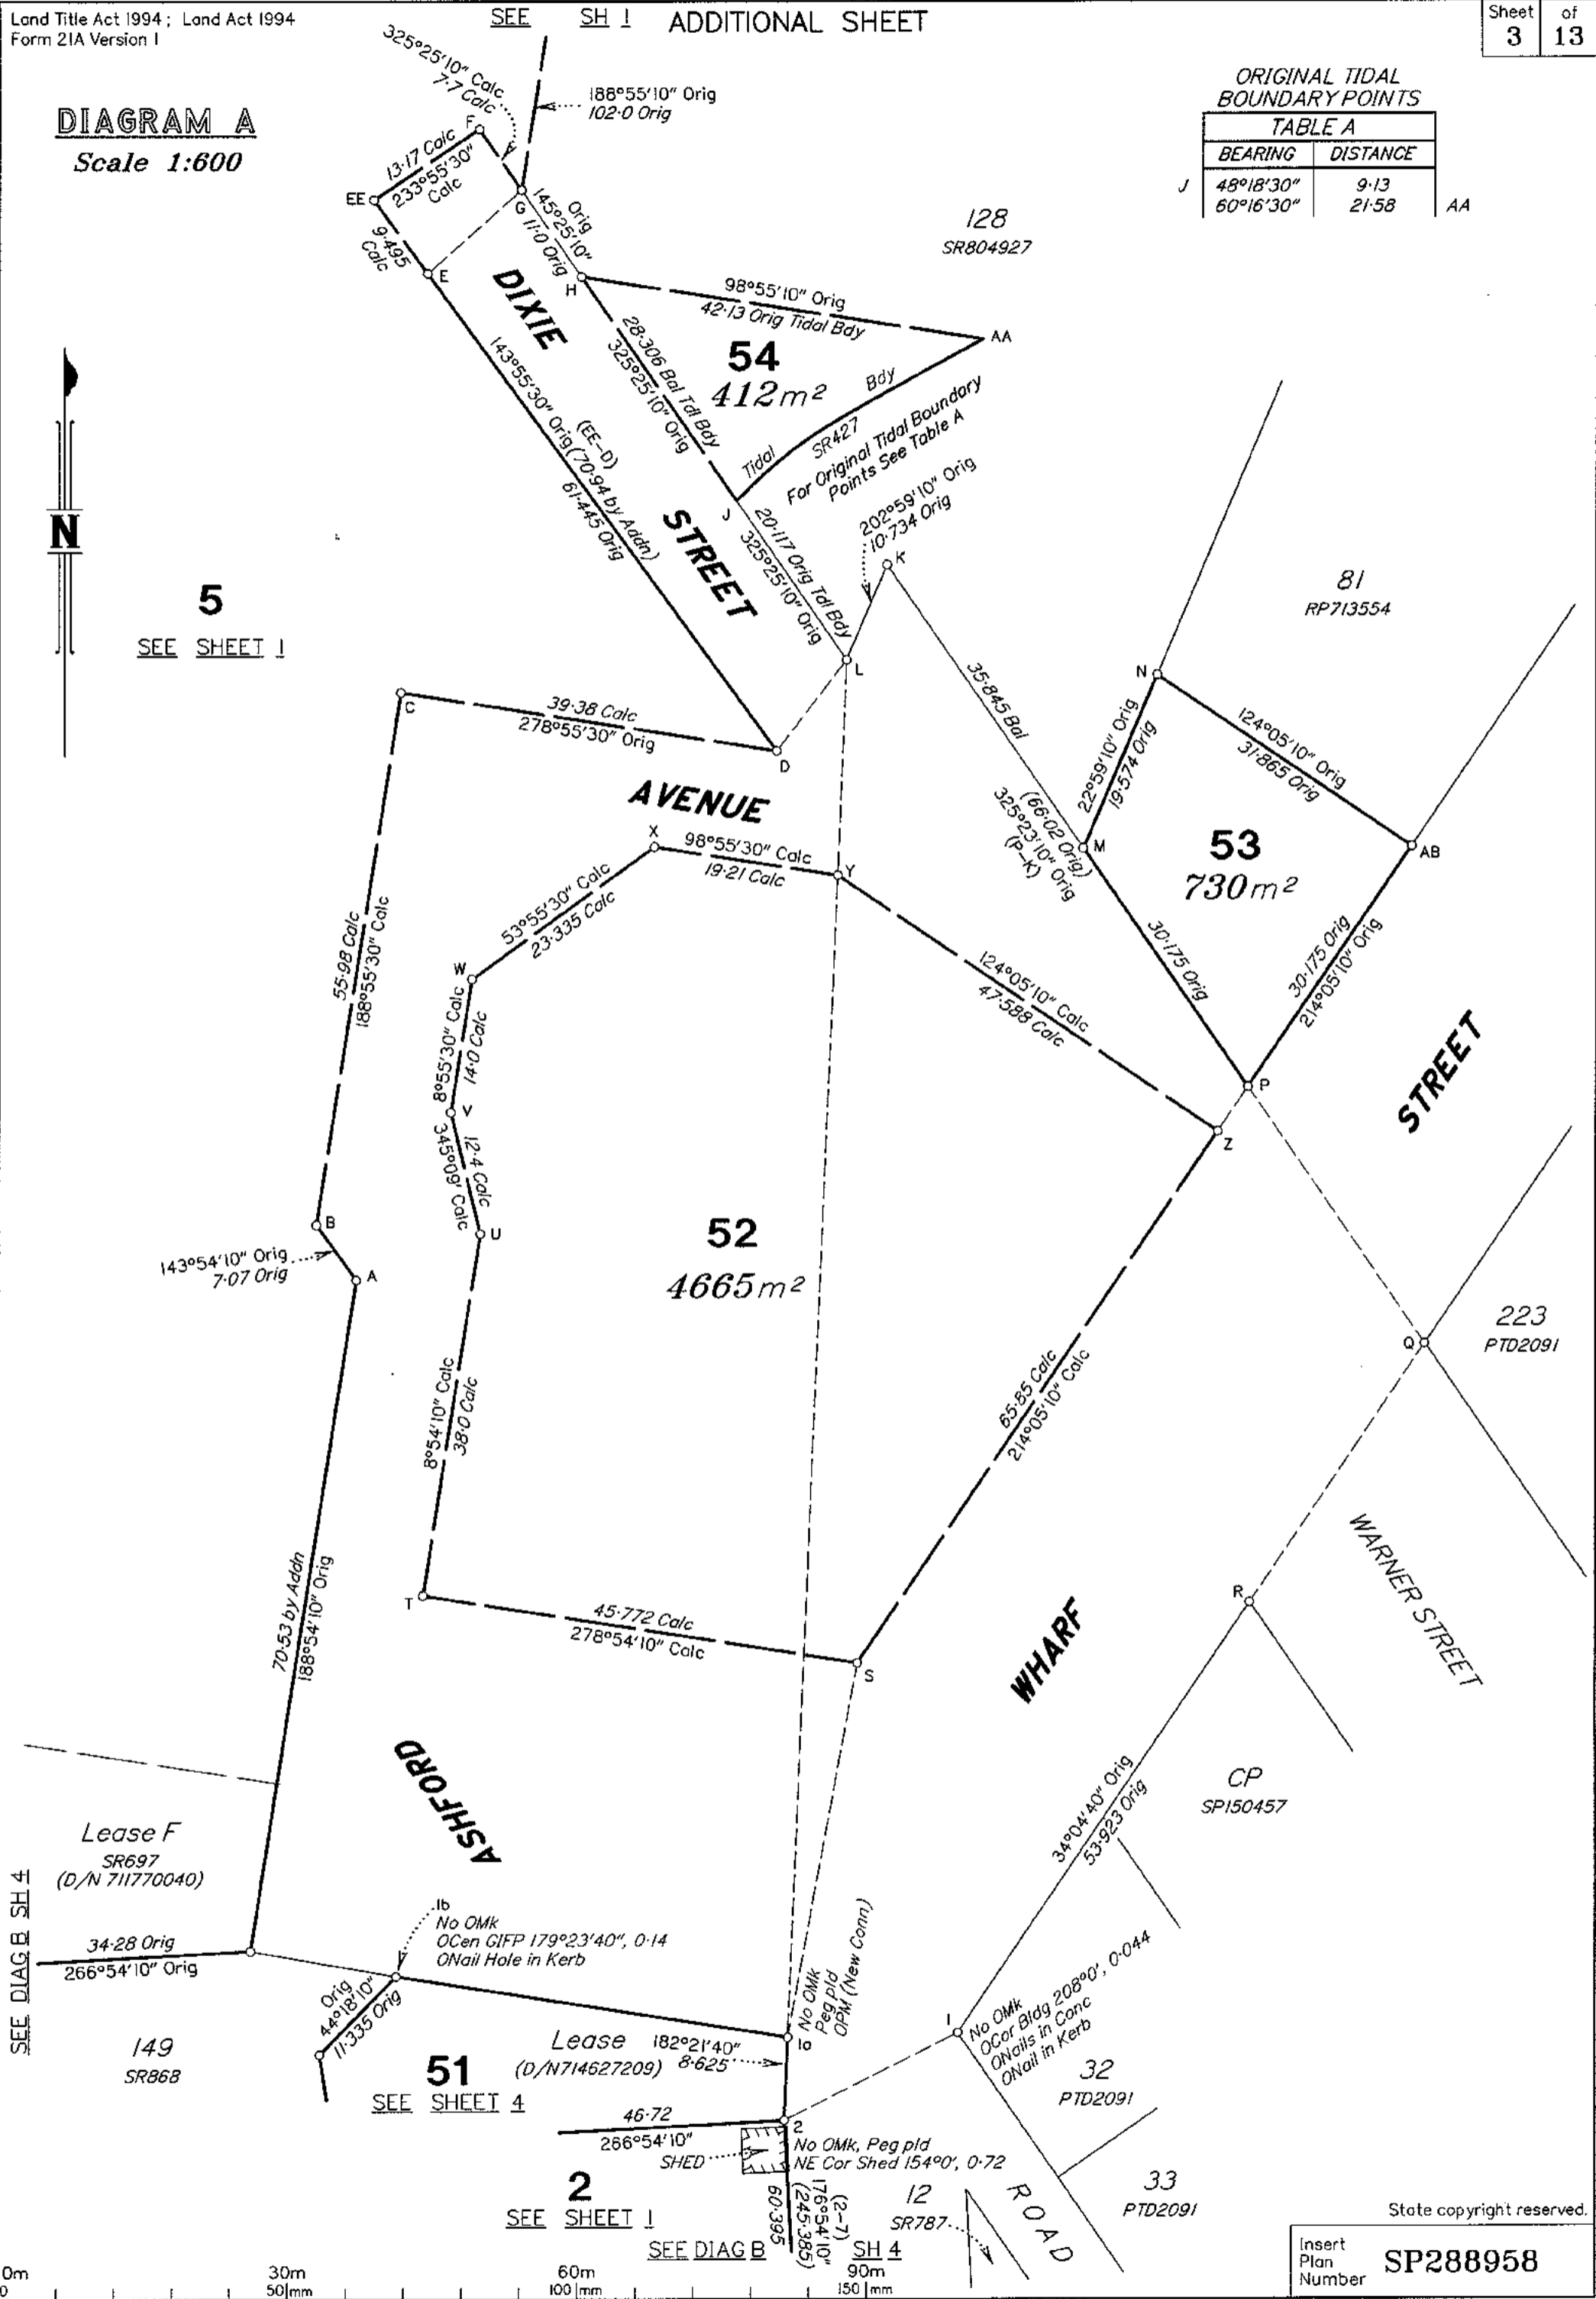 Land Title Act 1994 ; Land Act 1994
Form 21A Version 1
SEE SH 1
ADDITIONAL SHEET
Sheet 3 of 13
DIAGRAM A
Scale 1:600
ORIGINAL TIDAL
BOUNDARY POINTS
TABLE A
BEARING DISTANCE
J 48°18'30" 9·13
60°16'30" 21·58 AA
325°25'10" Calc
7·7 Calc
188°55'10" Orig
102·0 Orig
F
13·17 Calc
233°55'30"
Calc
EE
G
9·495
Calc
E
Orig
145°25'10"
11·0 Orig
H
128
SR804927
98°55'10" Orig
42·13 Orig Tidal Bdy
AA
DIXIE
STREET
54
412m²
28·306 Bal Tdl Bdy
325°25'10" Orig
Tidal Bdy
SR427
For Original Tidal Boundary
Points See Table A
143°55'30" Orig (70·94 by Addn)
(EE-D)
61·445 Orig
J
20·117 Orig Tdl Bdy
325°25'10" Orig
202°59'10" Orig
10·734 Orig
K
L
N
5
SEE SHEET 1
81
RP713554
C
39·38 Calc
278°55'30" Orig
D
35·845 Bal
(66·02 Orig)
325°23'10" Orig
(P-K)
N
22°59'10" Orig
19·574 Orig
124°05'10" Orig
31·865 Orig
M
53
730m²
AB
30·175 Orig
30·175 Orig
214°05'10" Orig
P
AVENUE
X
98°55'30" Calc
19·21 Calc
Y
53°55'30" Calc
23·335 Calc
W
124°05'10" Calc
47·588 Calc
Z
55·98 Calc
188°55'30" Calc
8°55'30" Calc
14·0 Calc
V
12·4 Calc
345°09' Calc
U
STREET
B
143°54'10" Orig
7·07 Orig
A
52
4665m²
Q
223
PTD2091
8°54'10" Calc
38·0 Calc
65·85 Calc
214°05'10" Calc
T
45·772 Calc
278°54'10" Calc
S
R
WARNER STREET
WHARF
70·53 by Addn
188°54'10" Orig
ASHFORD
CP
SP150457
34°04'40" Orig
53·923 Orig
Lease F
SR697
(D/N 711770040)
SEE DIAG B SH 4
34·28 Orig
266°54'10" Orig
1b
No OMk
OCen GIFP 179°23'40", 0·14
ONail Hole in Kerb
Orig
44°18'10"
11·335 Orig
149
SR868
No OMk
Peg pld
OPM (New Conn)
1a
1
No OMk
OCor Bldg 208°0', 0·044
ONails in Conc
ONail in Kerb
Lease
(D/N714627209)
182°21'40"
8·625
51
SEE SHEET 4
32
PTD2091
46·72
266°54'10"
2
SHED
No OMk, Peg pld
NE Cor Shed 154°0', 0·72
2
SEE SHEET 1
(2-7)
176°54'10"
(245·385)
60·395
12
SR787
ROAD
33
PTD2091
SEE DIAG B SH 4
State copyright reserved.
Insert
Plan
Number
SP288958
0m 30m 60m 90m
0 50 mm 100 mm 150 mm